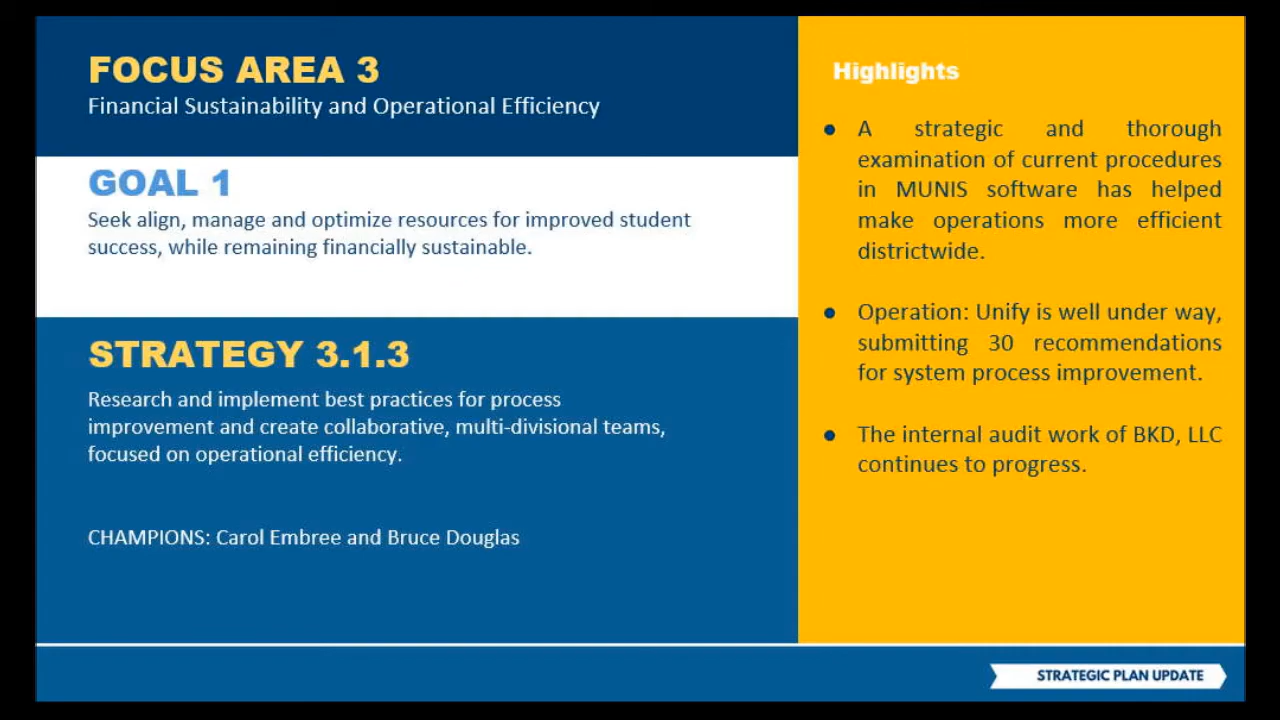 FOCUS AREA 3
Financial Sustainability and Operational Efficiency
GOAL 1
Seek align, manage and optimize resources for improved student
success, while remaining financially sustainable.
STRATEGY 3.1.3
Research and implement best practices for process
improvement and create collaborative, multi-divisional teams,
focused on operational efficiency.
CHAMPIONS: Carol Embree and Bruce Douglas
Highlights
● A strategic and thorough
examination of current procedures
in MUNIS software has helped
make operations more efficient
districtwide.
● Operation: Unify is well under way,
submitting 30 recommendations
for system process improvement.
● The internal audit work of BKD, LLC
continues to progress.
STRATEGIC PLAN UPDATE